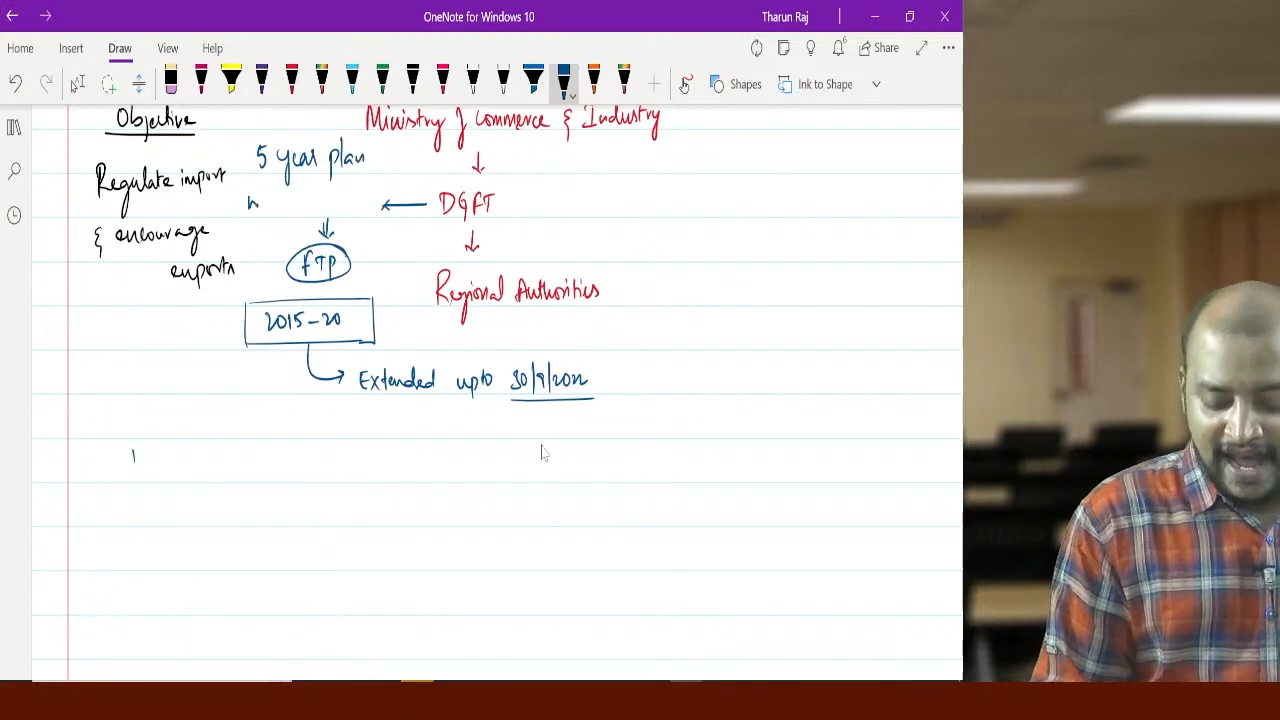 OneNote for Windows 10
Tharun Raj
Home Insert Draw View Help
6 Share
Shapes Ink to Shape
Objective
Ministry of Commerce & Industry
5 year plan
Regulate import
DGFT
& encourage
exports
FTP
Regional Authorities
2015-20
Extended upto 30/9/2022